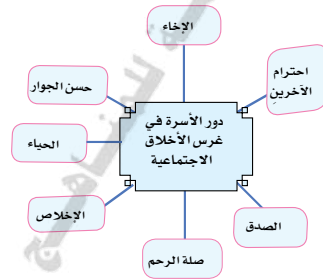 الإخاء
احترام
الآخرينِ
حسن الجوار
دور الأسرة في
غرس الأخلاق
الاجتماعية
الحياء
الإخلاص
الصدق
صلة الرحم